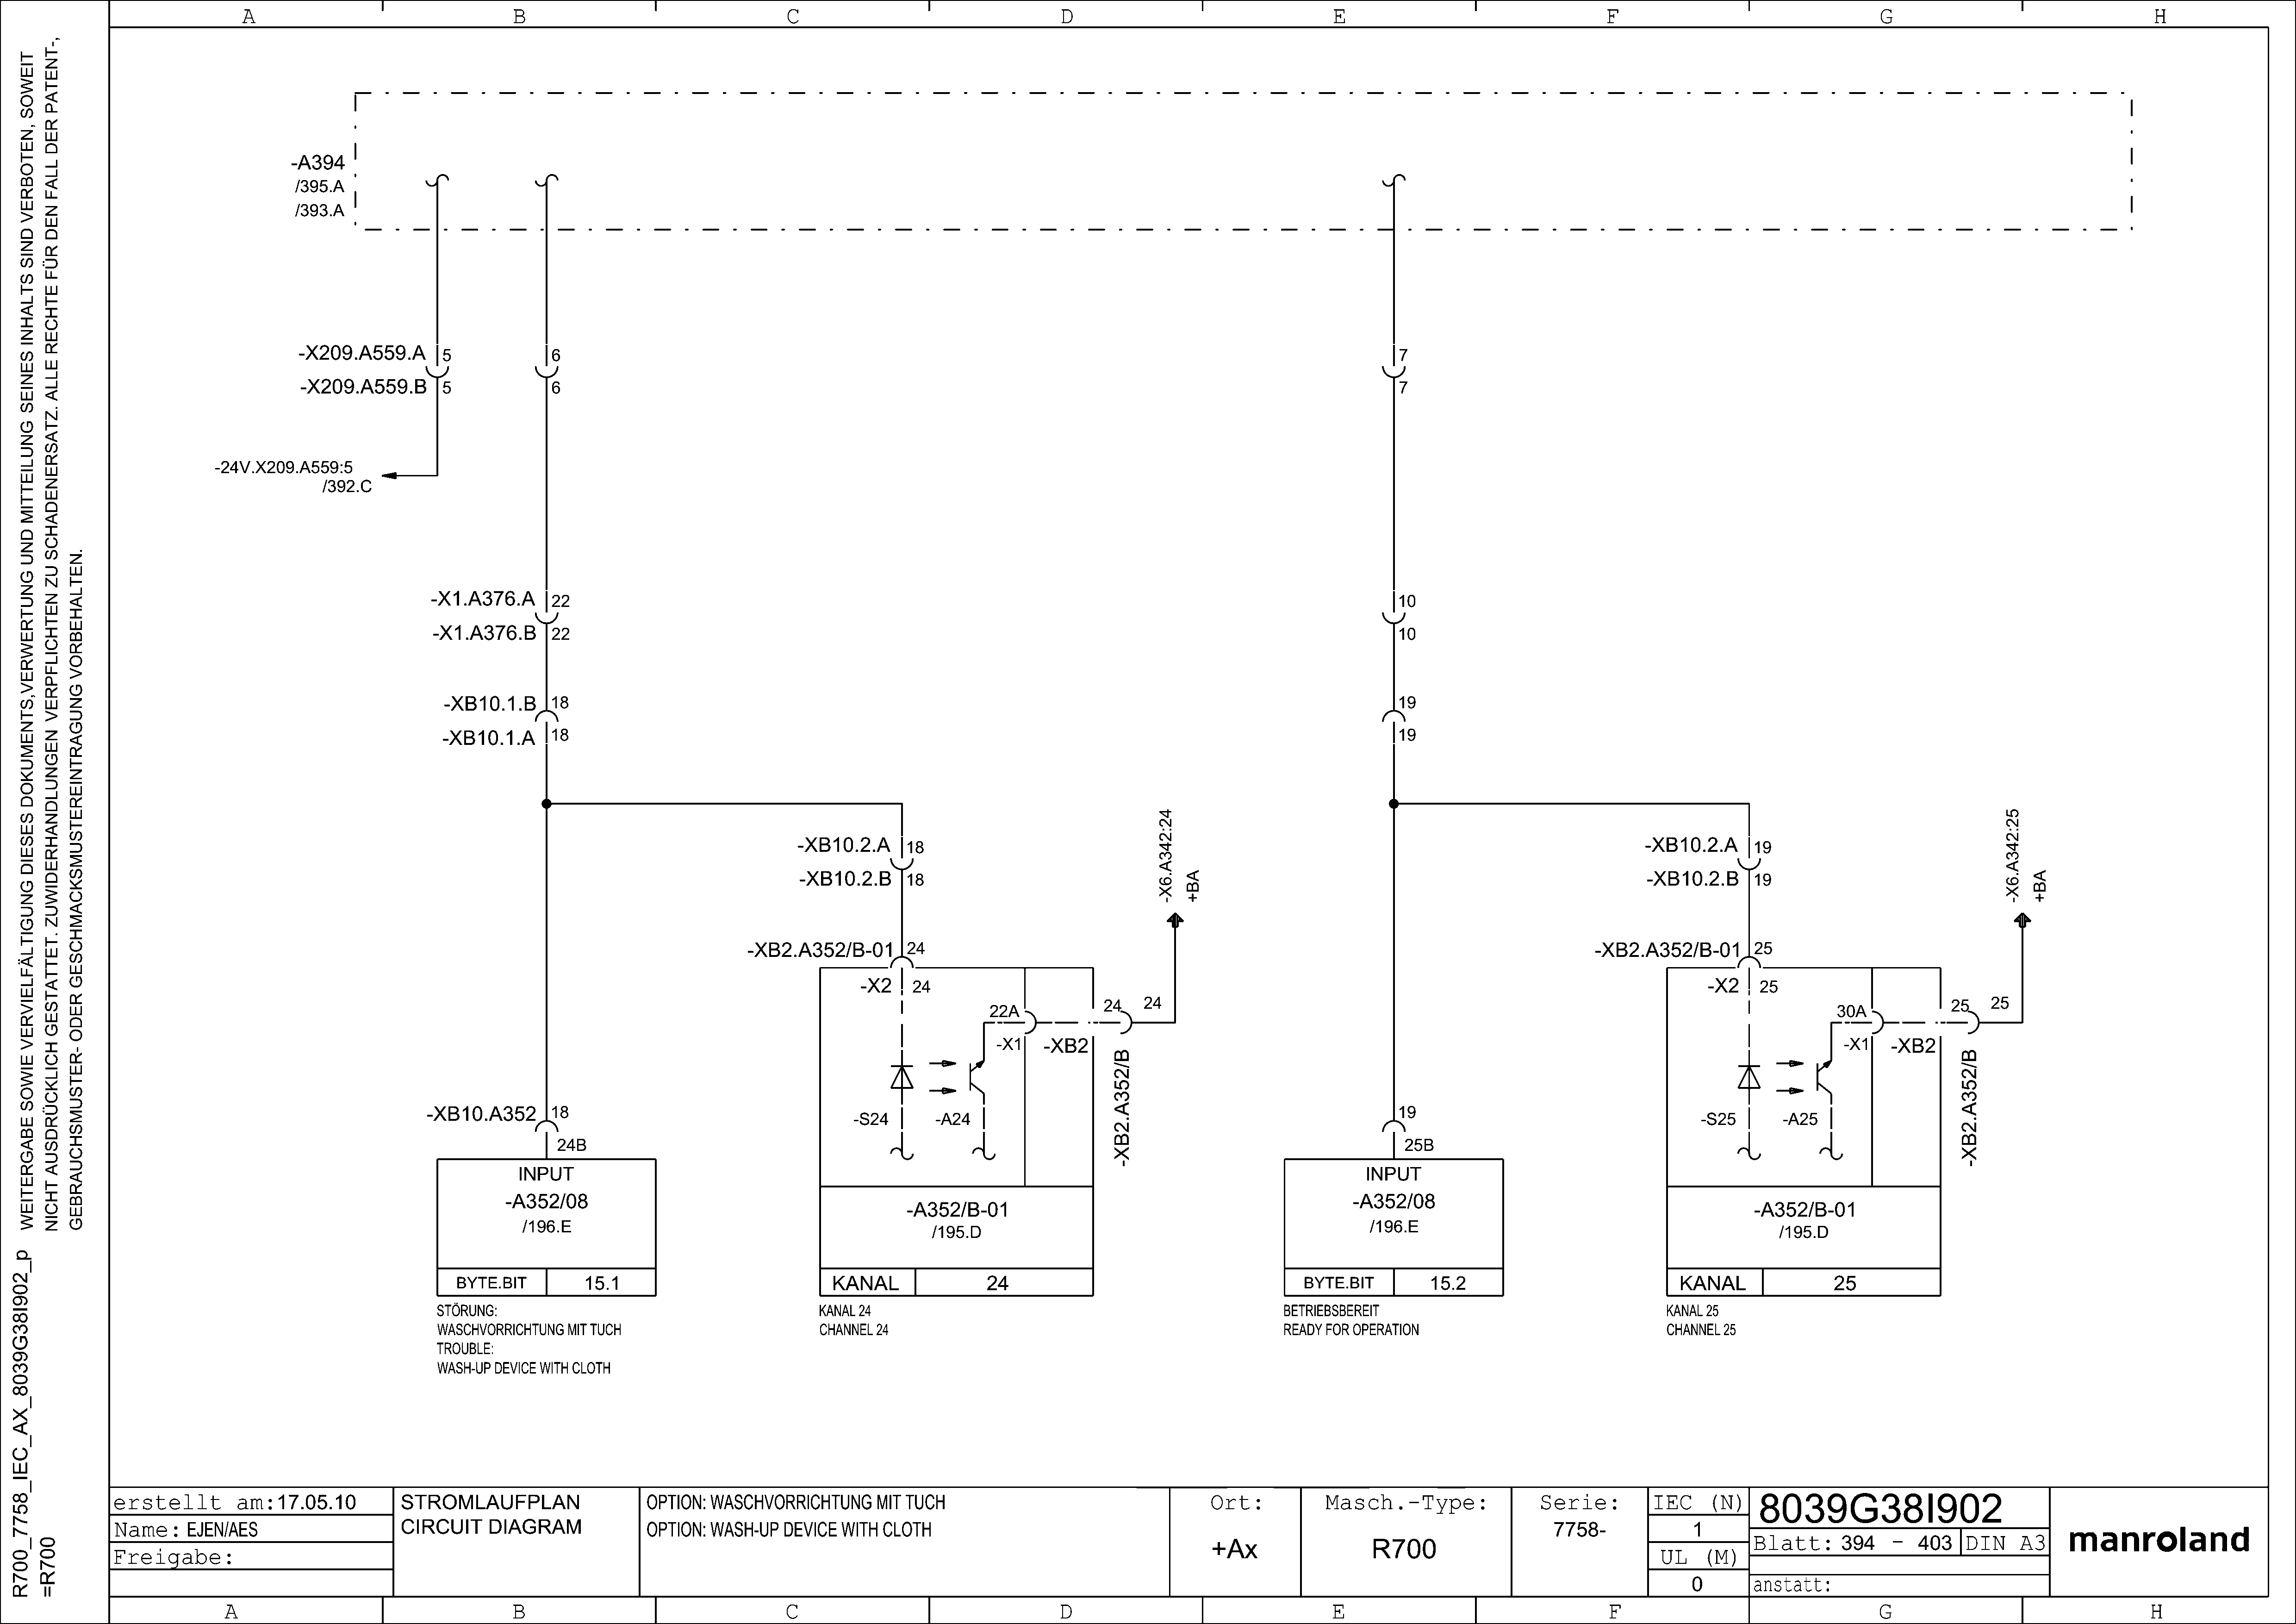 A B C D E F G H
WEITERGABE SOWIE VERVIELFÄLTIGUNG DIESES DOKUMENTS,VERWERTUNG UND MITTEILUNG SEINES INHALTS SIND VERBOTEN, SOWEIT
NICHT AUSDRÜCKLICH GESTATTET. ZUWIDERHANDLUNGEN VERPFLICHTEN ZU SCHADENERSATZ. ALLE RECHTE FÜR DEN FALL DER PATENT-,
GEBRAUCHSMUSTER- ODER GESCHMACKSMUSTEREINTRAGUNG VORBEHALTEN.
R700_7758_IEC_AX_8039G38I902_p
=R700
-A394
/395.A
/393.A
-X209.A559.A 5 6 7
-X209.A559.B 5 6 7
-24V.X209.A559:5
/392.C
-X1.A376.A 22 10
-X1.A376.B 22 10
-XB10.1.B 18 19
-XB10.1.A 18 19
-XB10.2.A 18
-XB10.2.B 18
-X6.A342:24
+BA
-XB10.2.A 19
-XB10.2.B 19
-X6.A342:25
+BA
-XB2.A352/B-01 24
-X2 24
22A 24 24
-X1 -XB2
-XB2.A352/B
-S24 -A24
-XB2.A352/B-01 25
-X2 25
30A 25 25
-X1 -XB2
-XB2.A352/B
-S25 -A25
-XB10.A352 18
24B
INPUT
-A352/08
/196.E
BYTE.BIT 15.1
STÖRUNG:
WASCHVORRICHTUNG MIT TUCH
TROUBLE:
WASH-UP DEVICE WITH CLOTH
-A352/B-01
/195.D
KANAL 24
KANAL 24
CHANNEL 24
19
25B
INPUT
-A352/08
/196.E
BYTE.BIT 15.2
BETRIEBSBEREIT
READY FOR OPERATION
-A352/B-01
/195.D
KANAL 25
KANAL 25
CHANNEL 25
erstellt am:17.05.10
Name: EJEN/AES
Freigabe:
STROMLAUFPLAN
CIRCUIT DIAGRAM
OPTION: WASCHVORRICHTUNG MIT TUCH
OPTION: WASH-UP DEVICE WITH CLOTH
Ort:
+Ax
Masch.-Type:
R700
Serie:
7758-
IEC (N)
1
UL (M)
0
8039G38I902
Blatt: 394 - 403 DIN A3
anstatt:
manroland
A B C D E F G H